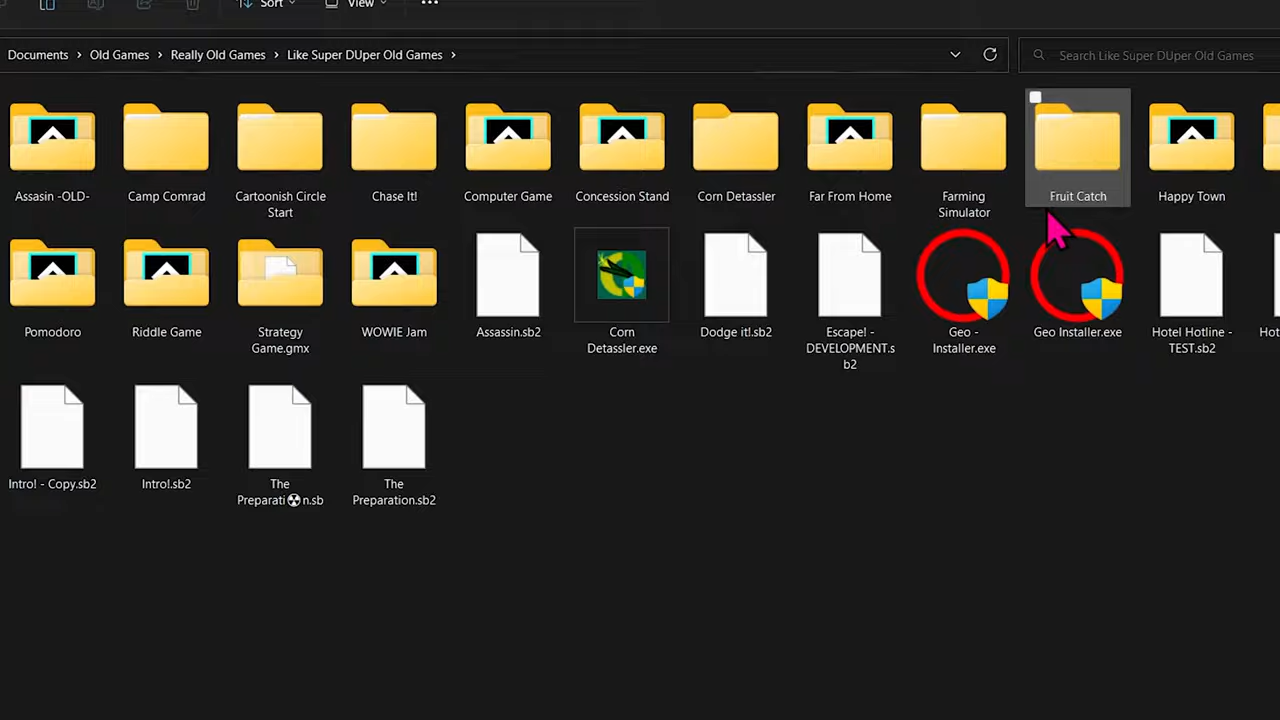 Sort
View
Documents > Old Games > Really Old Games > Like Super DUper Old Games >
Search Like Super DUper Old Games
Assasin -OLD-
Camp Comrad
Cartoonish Circle
Start
Chase It!
Computer Game
Concession Stand
Corn Detassler
Far From Home
Farming
Simulator
Fruit Catch
Happy Town
Pomodoro
Riddle Game
Strategy
Game.gmx
WOWIE Jam
Assassin.sb2
Corn
Detassler.exe
Dodge it!.sb2
Escape! -
DEVELOPMENT.s
b2
Geo -
Installer.exe
Geo Installer.exe
Hotel Hotline -
TEST.sb2
Intro! - Copy.sb2
Intro!.sb2
The
Preparati☢n.sb
The
Preparation.sb2